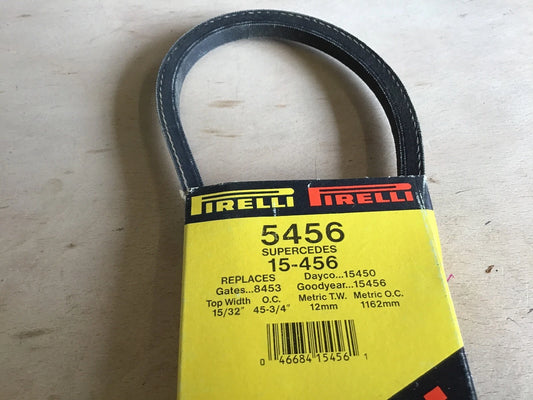 PIRELLI PIRELLI
5456
SUPERCEDES
15-456
REPLACES Dayco...15450
Gates...8453 Goodyear...15456
Top Width O.C. Metric T.W. Metric O.C.
15/32" 45-3/4" 12mm 1162mm
0 46684 15456 1